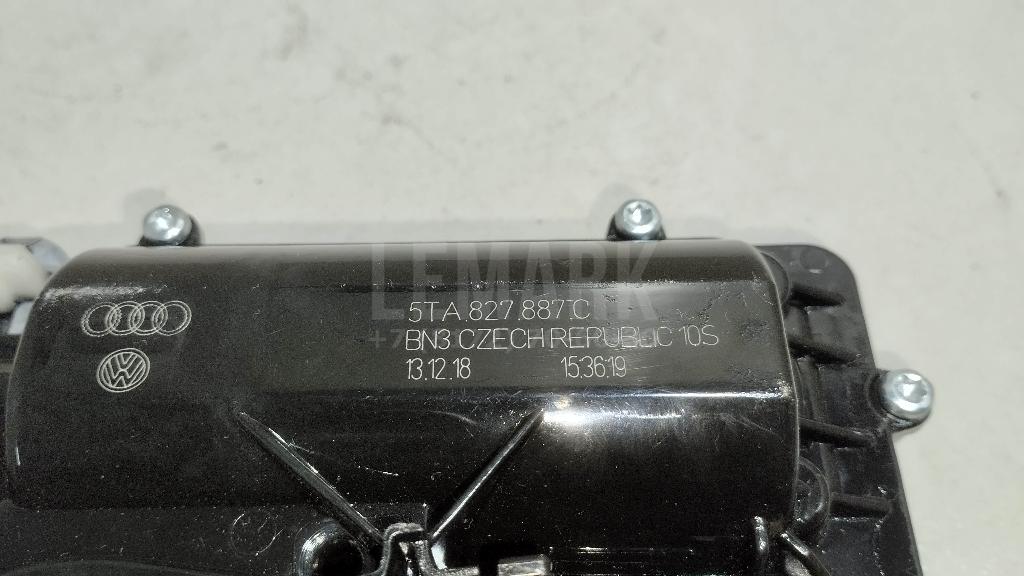 LEMARK
5TA.827.887.C
BN3 CZECH REPUBLIC 10S
13.12.18 15:36:19